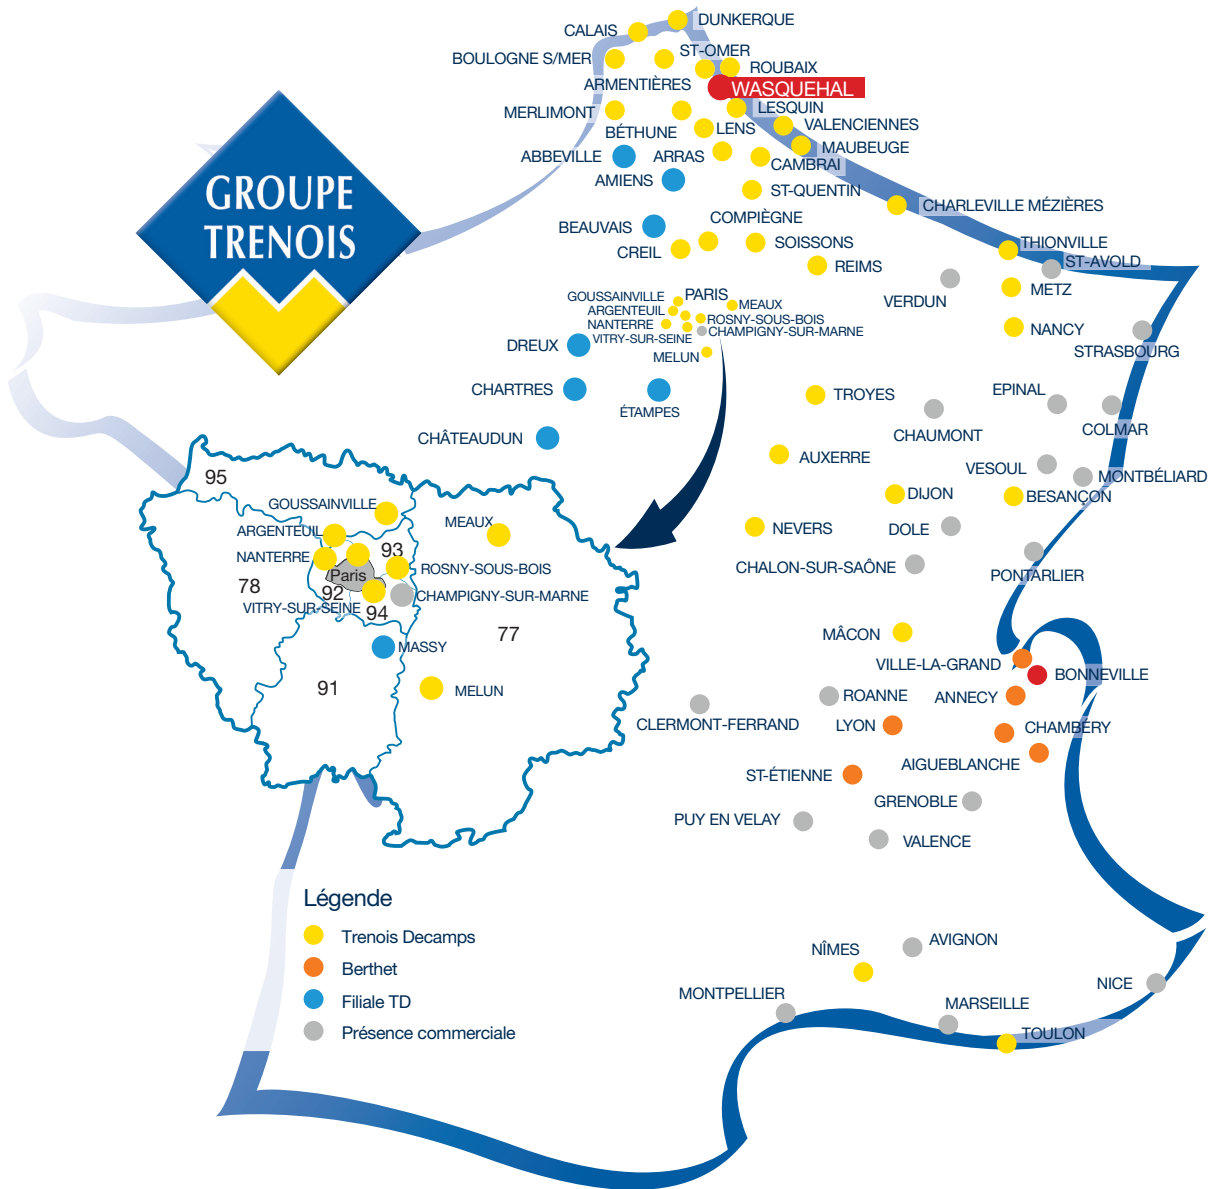 DUNKERQUE
CALAIS
ST-OMER
BOULOGNE S/MER
ROUBAIX
ARMENTIÈRES
WASQUEHAL
MERLIMONT
LESQUIN
BÉTHUNE
LENS
VALENCIENNES
ABBEVILLE
ARRAS
MAUBEUGE
CAMBRAI
AMIENS
ST-QUENTIN
GROUPE
TRENOIS
CHARLEVILLE MÉZIÈRES
COMPIÈGNE
BEAUVAIS
CREIL
SOISSONS
THIONVILLE
ST-AVOLD
REIMS
VERDUN
METZ
GOUSSAINVILLE
PARIS
MEAUX
ARGENTEUIL
ROSNY-SOUS-BOIS
NANTERRE
CHAMPIGNY-SUR-MARNE
VITRY-SUR-SEINE
MELUN
NANCY
STRASBOURG
DREUX
CHARTRES
ÉTAMPES
TROYES
EPINAL
CHAUMONT
COLMAR
CHÂTEAUDUN
AUXERRE
VESOUL
MONTBÉLIARD
DIJON
BESANÇON
NEVERS
DOLE
CHALON-SUR-SAÔNE
PONTARLIER
95
GOUSSAINVILLE
ARGENTEUIL
MEAUX
NANTERRE
93
ROSNY-SOUS-BOIS
Paris
78
92
CHAMPIGNY-SUR-MARNE
VITRY-SUR-SEINE
94
77
MASSY
91
MELUN
MÂCON
VILLE-LA-GRAND
BONNEVILLE
ROANNE
ANNECY
CLERMONT-FERRAND
LYON
CHAMBÉRY
AIGUEBLANCHE
ST-ÉTIENNE
GRENOBLE
PUY EN VELAY
VALENCE
Légende
Trenois Decamps
Berthet
Filiale TD
Présence commerciale
NÎMES
AVIGNON
MONTPELLIER
MARSEILLE
NICE
TOULON